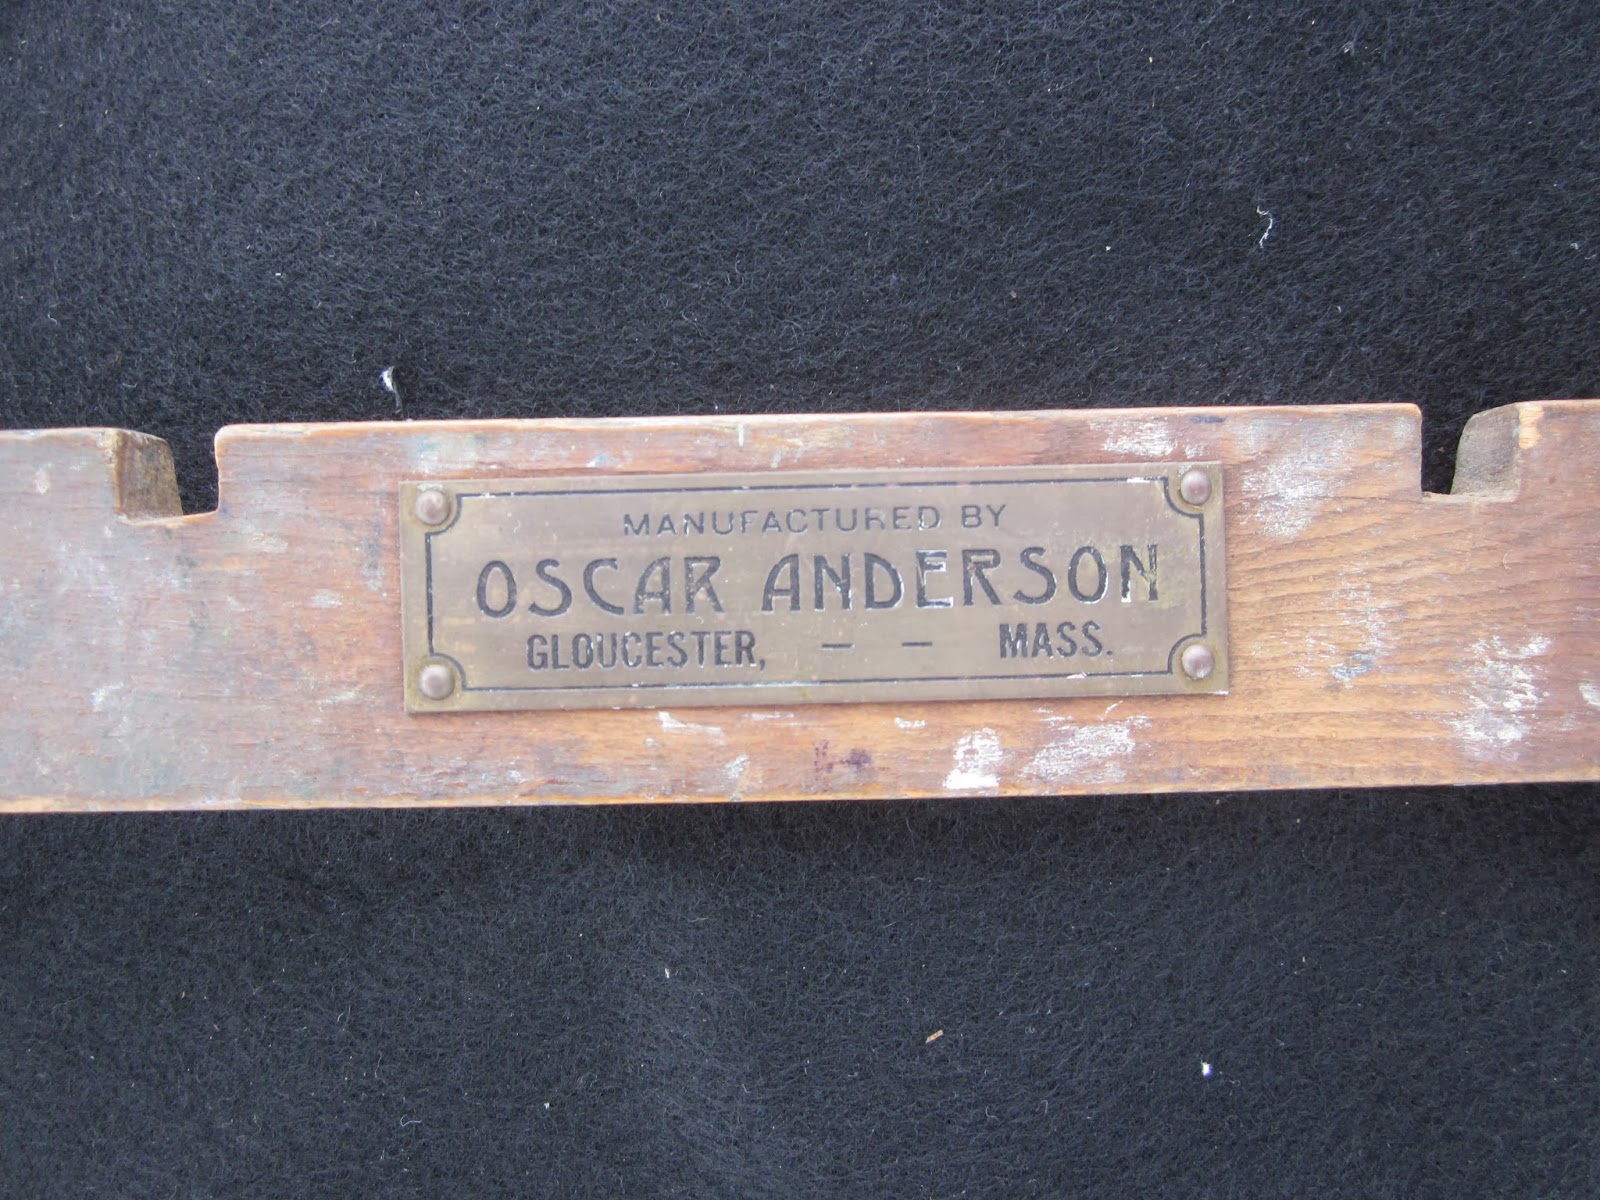 MANUFACTURED BY
OSCAR ANDERSON
GLOUCESTER, — — MASS.